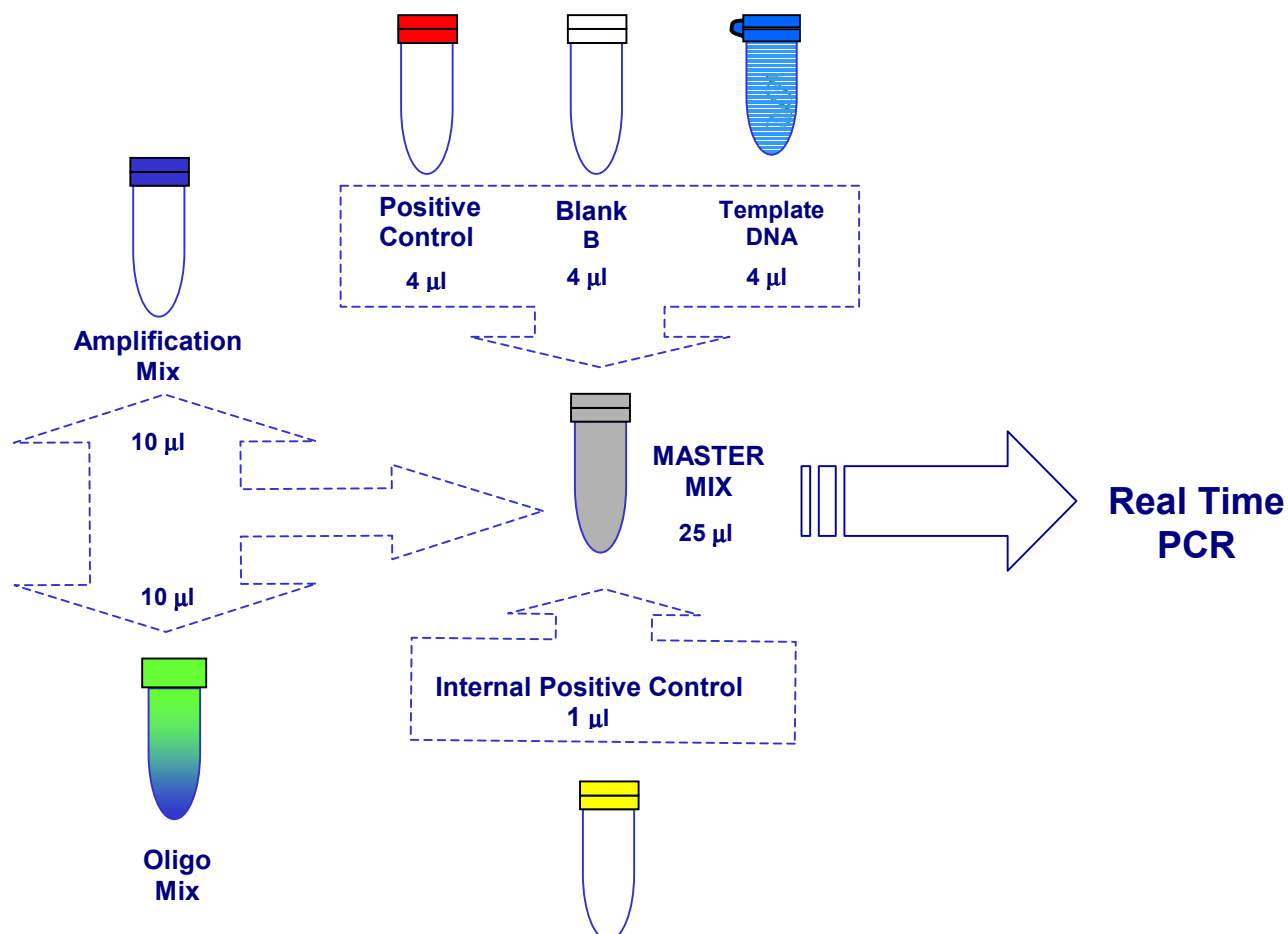 Positive
Control
4 µl
Blank
B
4 µl
Template
DNA
4 µl
Amplification
Mix
10 µl
MASTER
MIX
25 µl
Real Time
PCR
10 µl
Internal Positive Control
1 µl
Oligo
Mix